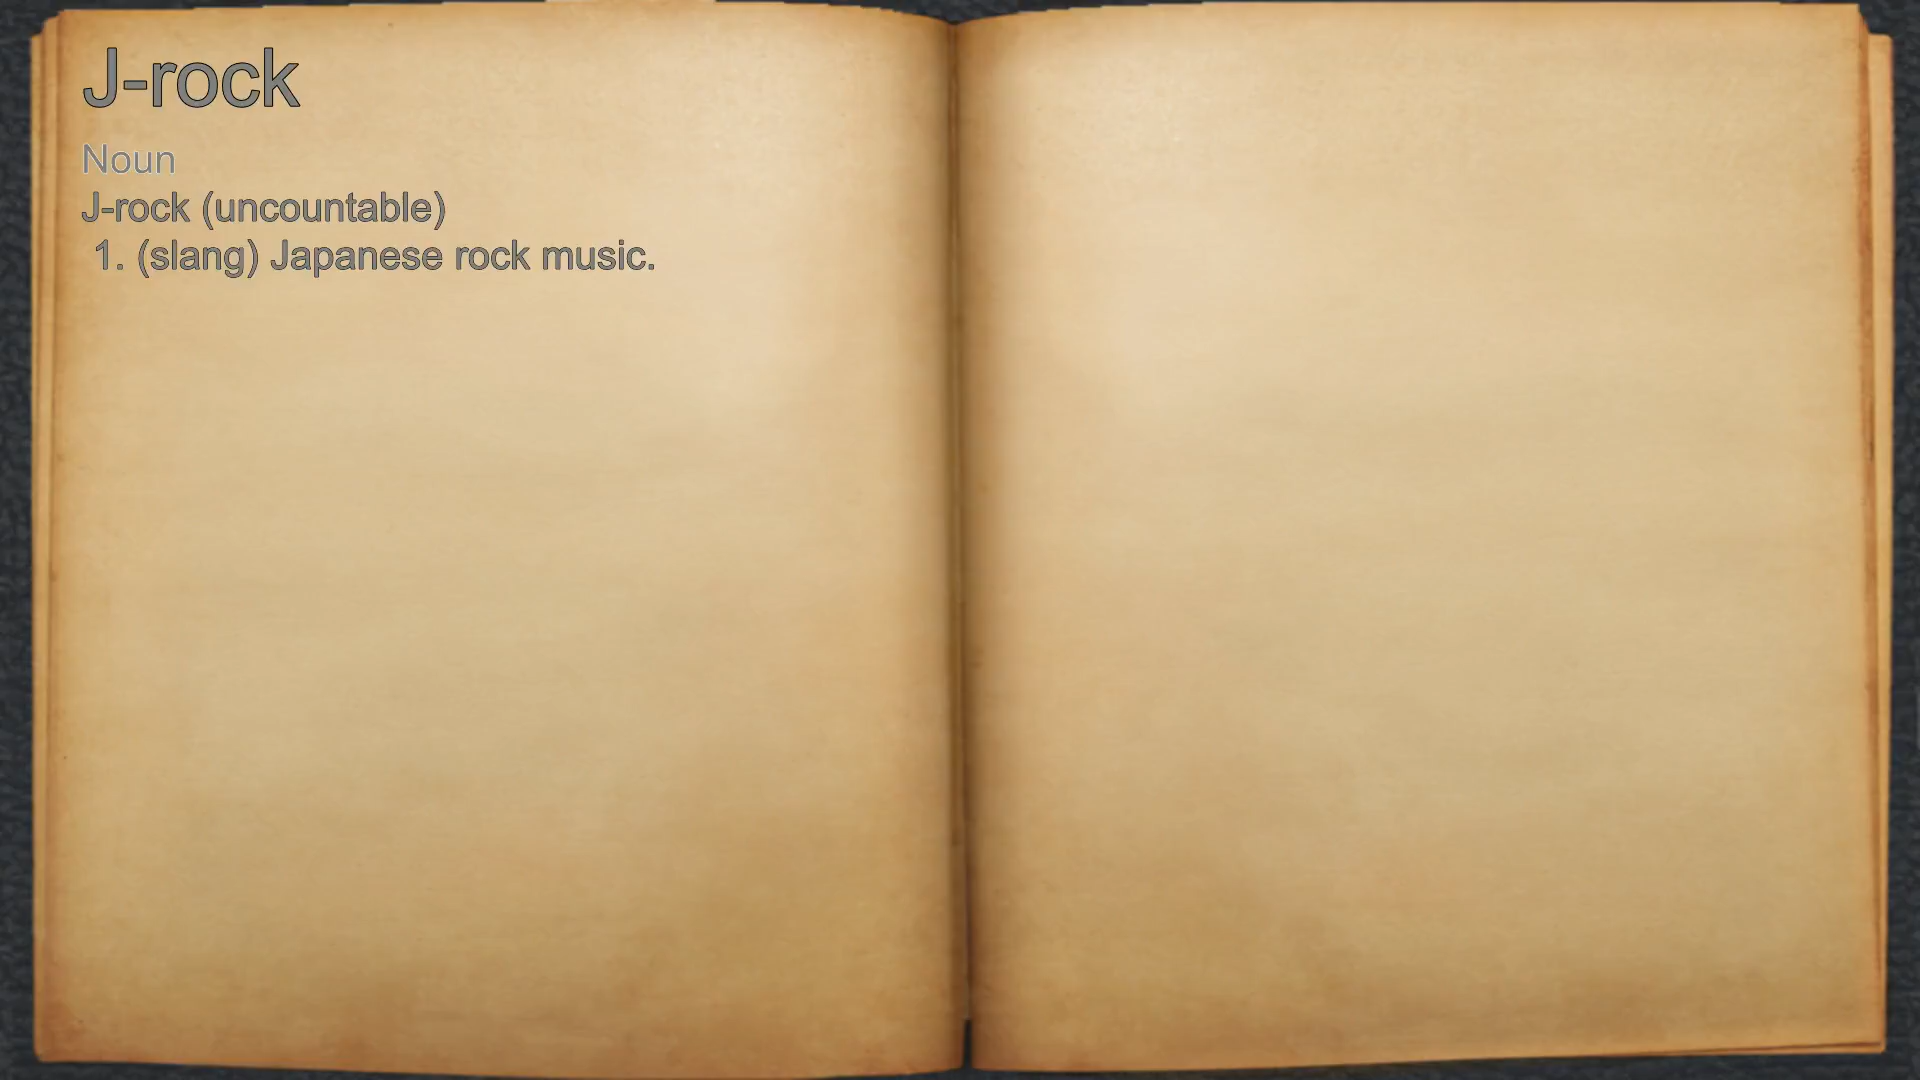 J-rock
Noun
J-rock (uncountable)
1. (slang) Japanese rock music.